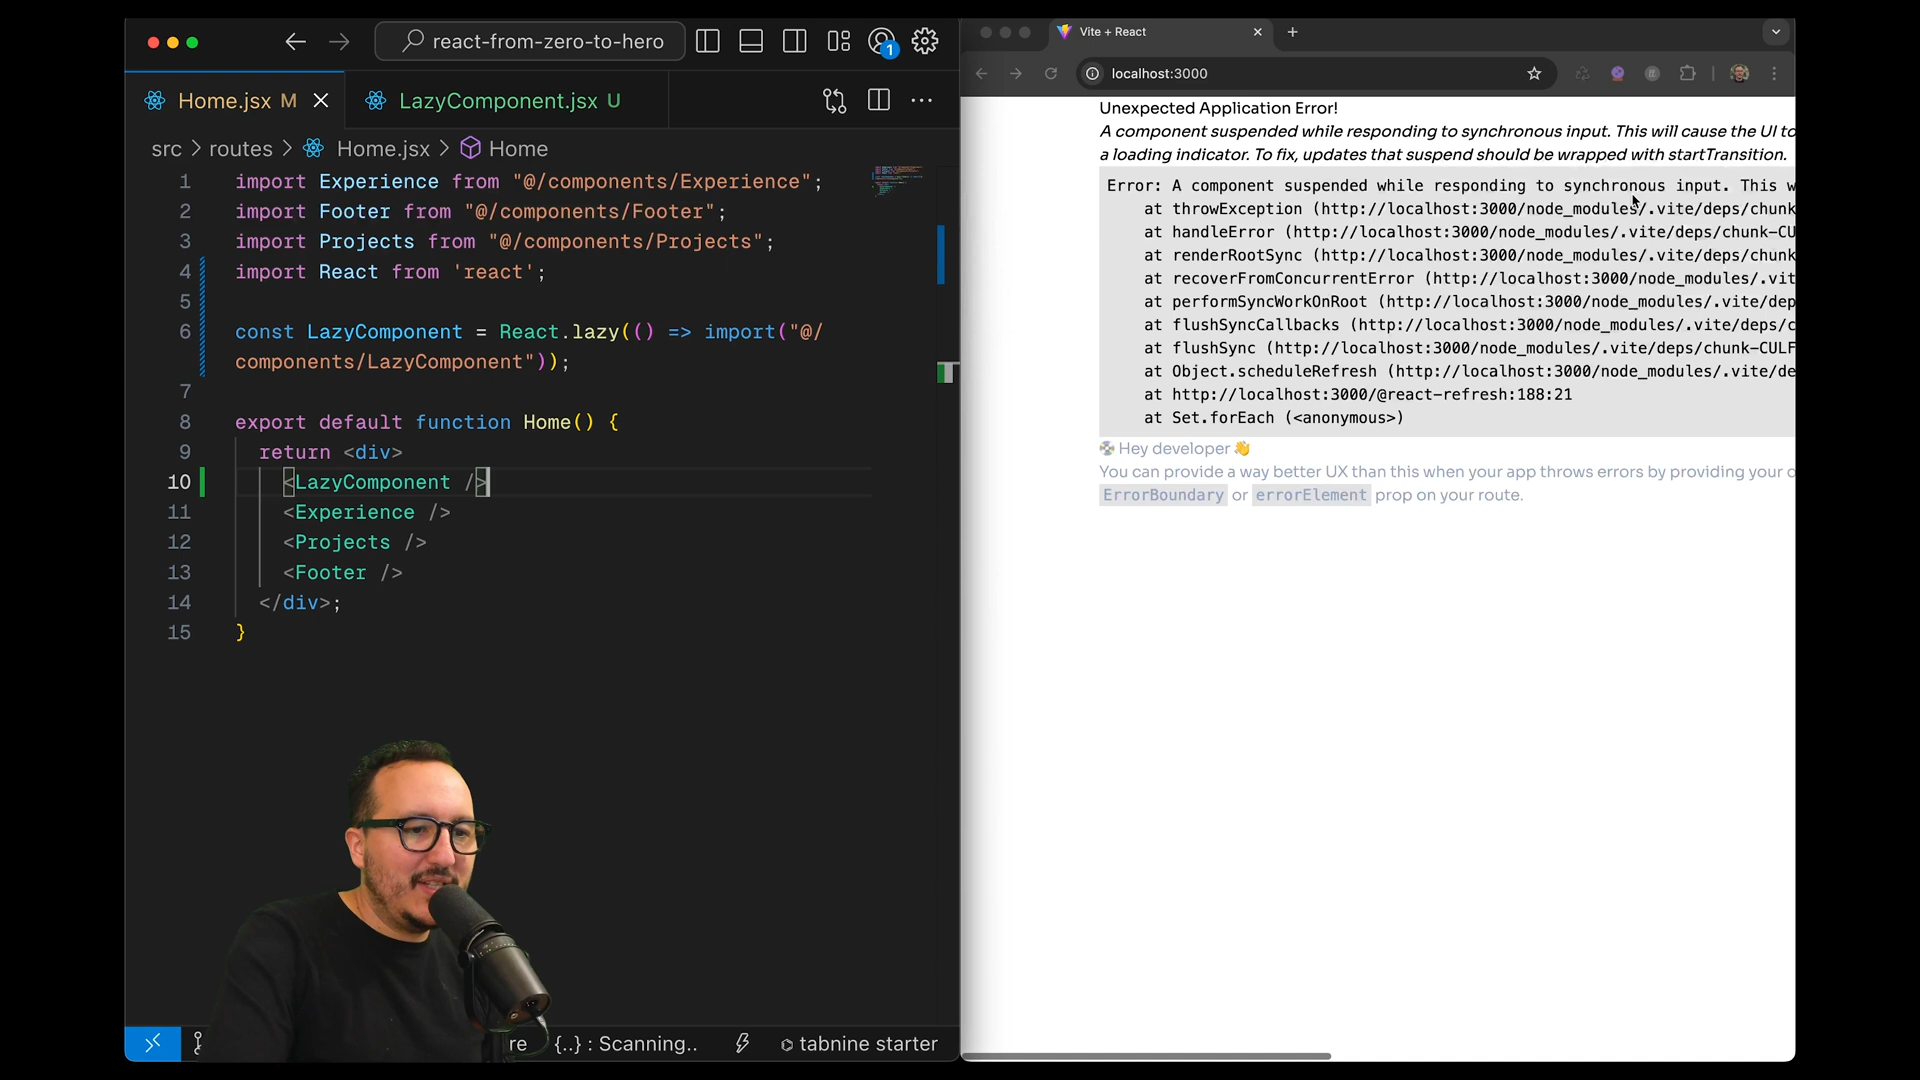 react-from-zero-to-hero
1
Home.jsx M
LazyComponent.jsx U
src > routes > Home.jsx > Home
1 import Experience from "@/components/Experience";
2 import Footer from "@/components/Footer";
3 import Projects from "@/components/Projects";
4 import React from 'react';
5
6 const LazyComponent = React.lazy(() => import("@/
components/LazyComponent"));
7
8 export default function Home() {
9 return <div>
10 <LazyComponent />
11 <Experience />
12 <Projects />
13 <Footer />
14 </div>;
15 }
re {..} : Scanning.. tabnine starter
Vite + React
localhost:3000
Unexpected Application Error!
A component suspended while responding to synchronous input. This will cause the UI to
a loading indicator. To fix, updates that suspend should be wrapped with startTransition.
Error: A component suspended while responding to synchronous input. This w
at throwException (http://localhost:3000/node_modules/.vite/deps/chunk
at handleError (http://localhost:3000/node_modules/.vite/deps/chunk-CU
at renderRootSync (http://localhost:3000/node_modules/.vite/deps/chunk
at recoverFromConcurrentError (http://localhost:3000/node_modules/.vit
at performSyncWorkOnRoot (http://localhost:3000/node_modules/.vite/dep
at flushSyncCallbacks (http://localhost:3000/node_modules/.vite/deps/c
at flushSync (http://localhost:3000/node_modules/.vite/deps/chunk-CULF
at Object.scheduleRefresh (http://localhost:3000/node_modules/.vite/de
at http://localhost:3000/@react-refresh:188:21
at Set.forEach (<anonymous>)
💿 Hey developer 👋
You can provide a way better UX than this when your app throws errors by providing your o
ErrorBoundary or errorElement prop on your route.